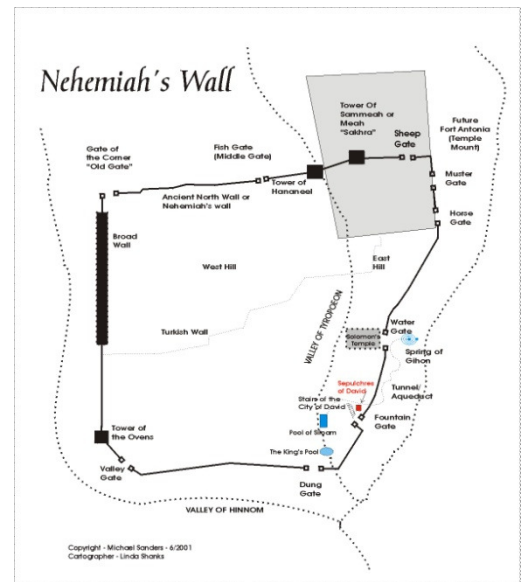 Nehemiah's Wall
Tower Of
Sammeah or
Meah
"Sakhra"
Sheep
Gate
Future
Fort Antonia
(Temple
Mount)
Gate of
the Corner
"Old Gate"
Fish Gate
(Middle Gate)
Tower of
Hananeel
Muster
Gate
Ancient North Wall or
Nehemiah's wall
Horse
Gate
Broad
Wall
West Hill
East
Hill
VALLEY OF TYROPOEON
Turkish Wall
Solomon's
Temple
Water
Gate
Spring of
Gihon
Sepulchres
of David
Tunnel/
Aqueduct
Stairs of the
City of David
Fountain
Gate
Pool of Siloam
Tower of
the Ovens
The King's Pool
Valley
Gate
Dung
Gate
VALLEY OF HINNOM
Copyright - Michael Sanders - 6/2001
Cartographer - Linda Shanks